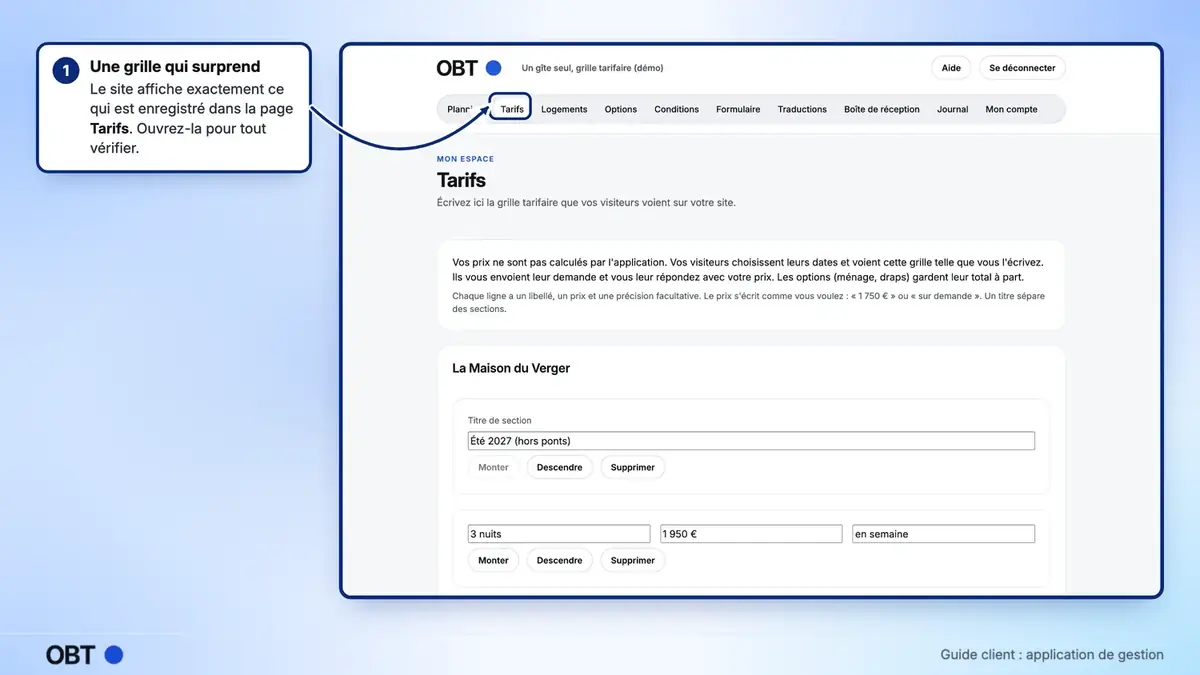 1
Une grille qui surprend
Le site affiche exactement ce
qui est enregistré dans la page
Tarifs. Ouvrez-la pour tout
vérifier.
OBT
Un gîte seul, grille tarifaire (démo)
Aide
Se déconnecter
Tarifs
Logements
Options
Conditions
Formulaire
Traductions
Boîte de réception
Journal
Mon compte
MON ESPACE
Tarifs
Écrivez ici la grille tarifaire que vos visiteurs voient sur votre site.
Vos prix ne sont pas calculés par l'application. Vos visiteurs choisissent leurs dates et voient cette grille telle que vous l'écrivez.
Ils vous envoient leur demande et vous leur répondez avec votre prix. Les options (ménage, draps) gardent leur total à part.
Chaque ligne a un libellé, un prix et une précision facultative. Le prix s'écrit comme vous voulez : « 1 750 € » ou « sur demande ». Un titre sépare
des sections.
La Maison du Verger
Titre de section
Été 2027 (hors ponts)
Monter
Descendre
Supprimer
3 nuits
1 950 €
en semaine
Monter
Descendre
Supprimer
OBT
Guide client : application de gestion